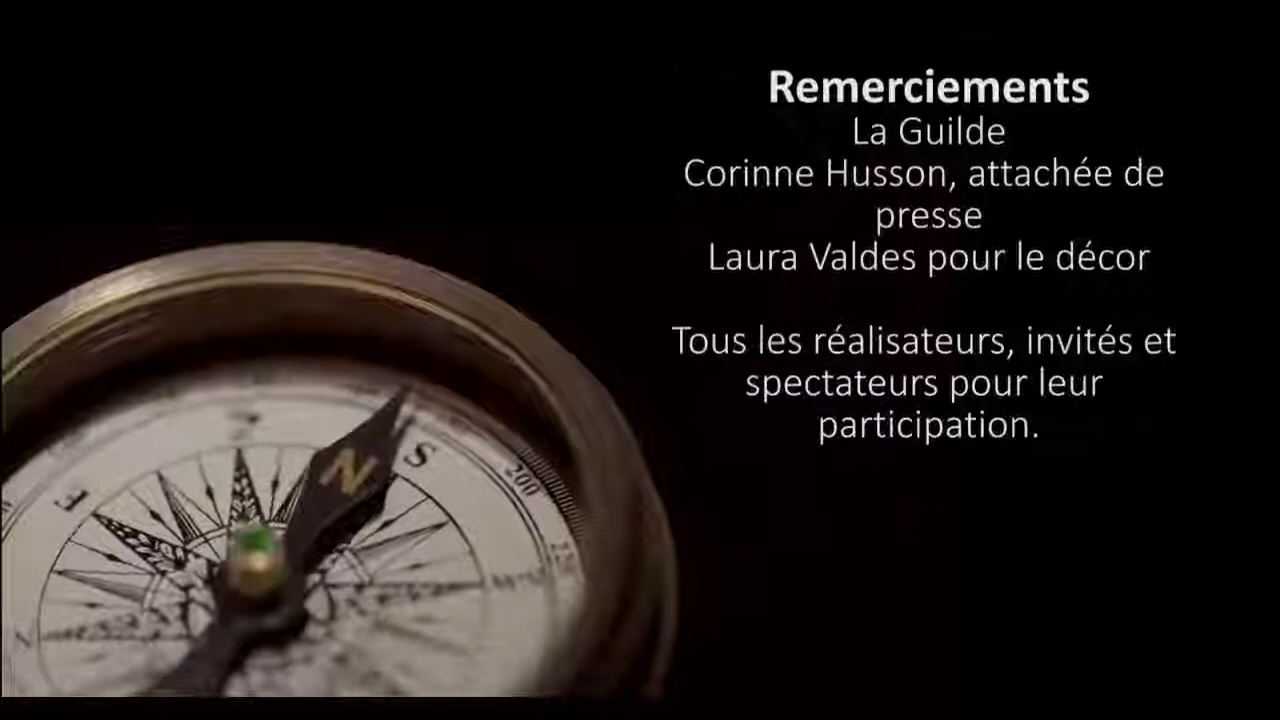 Remerciements
La Guilde
Corinne Husson, attachée de
presse
Laura Valdes pour le décor
Tous les réalisateurs, invités et
spectateurs pour leur
participation.
N
S
200